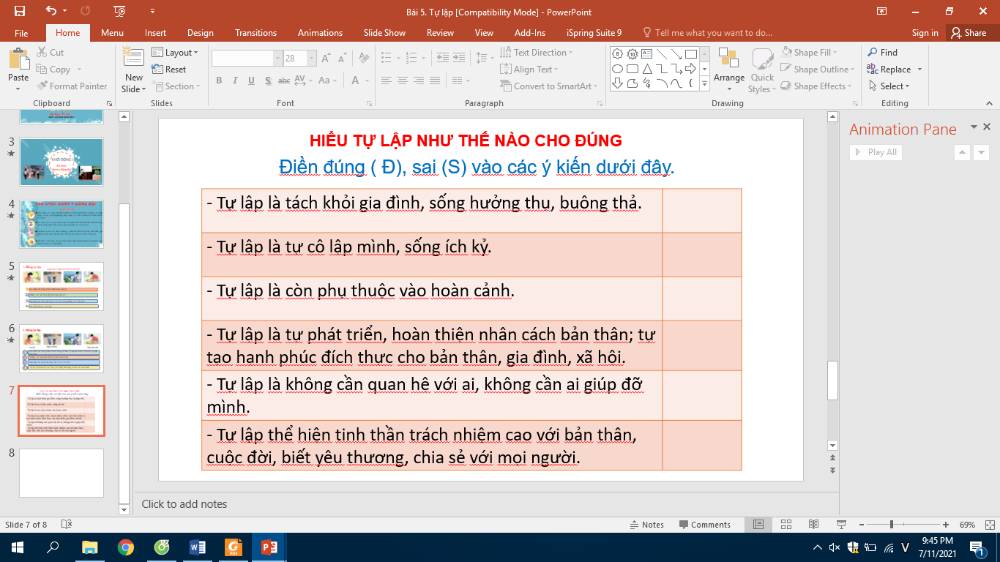 Bài 5. Tự lập [Compatibility Mode] - PowerPoint
File Home Menu Insert Design Transitions Animations Slide Show Review View Add-Ins iSpring Suite 9 Tell me what you want to do... Sign in Share
Paste
Cut
Copy
Format Painter
Clipboard
New Slide
Layout
Reset
Section
Slides
28
B I U S abc AV Aa A
Font
Text Direction
Align Text
Convert to SmartArt
Paragraph
Arrange
Quick Styles
Shape Fill
Shape Outline
Shape Effects
Drawing
Find
Replace
Select
Editing
3
KHỞI ĐỘNG
4
5
6
7
8
HIỂU TỰ LẬP NHƯ THẾ NÀO CHO ĐÚNG
Điền đúng ( Đ), sai (S) vào các ý kiến dưới đây.
- Tự lập là tách khỏi gia đình, sống hưởng thụ, buông thả.
- Tự lập là tự cô lập mình, sống ích kỷ.
- Tự lập là còn phụ thuộc vào hoàn cảnh.
- Tự lập là tự phát triển, hoàn thiện nhân cách bản thân; tự
tạo hạnh phúc đích thực cho bản thân, gia đình, xã hội.
- Tự lập là không cần quan hệ với ai, không cần ai giúp đỡ
mình.
- Tự lập thể hiện tinh thần trách nhiệm cao với bản thân,
cuộc đời, biết yêu thương, chia sẻ với mọi người.
Animation Pane
Play All
Click to add notes
Slide 7 of 8
Notes
Comments
69%
V
9:45 PM
7/11/2021
1